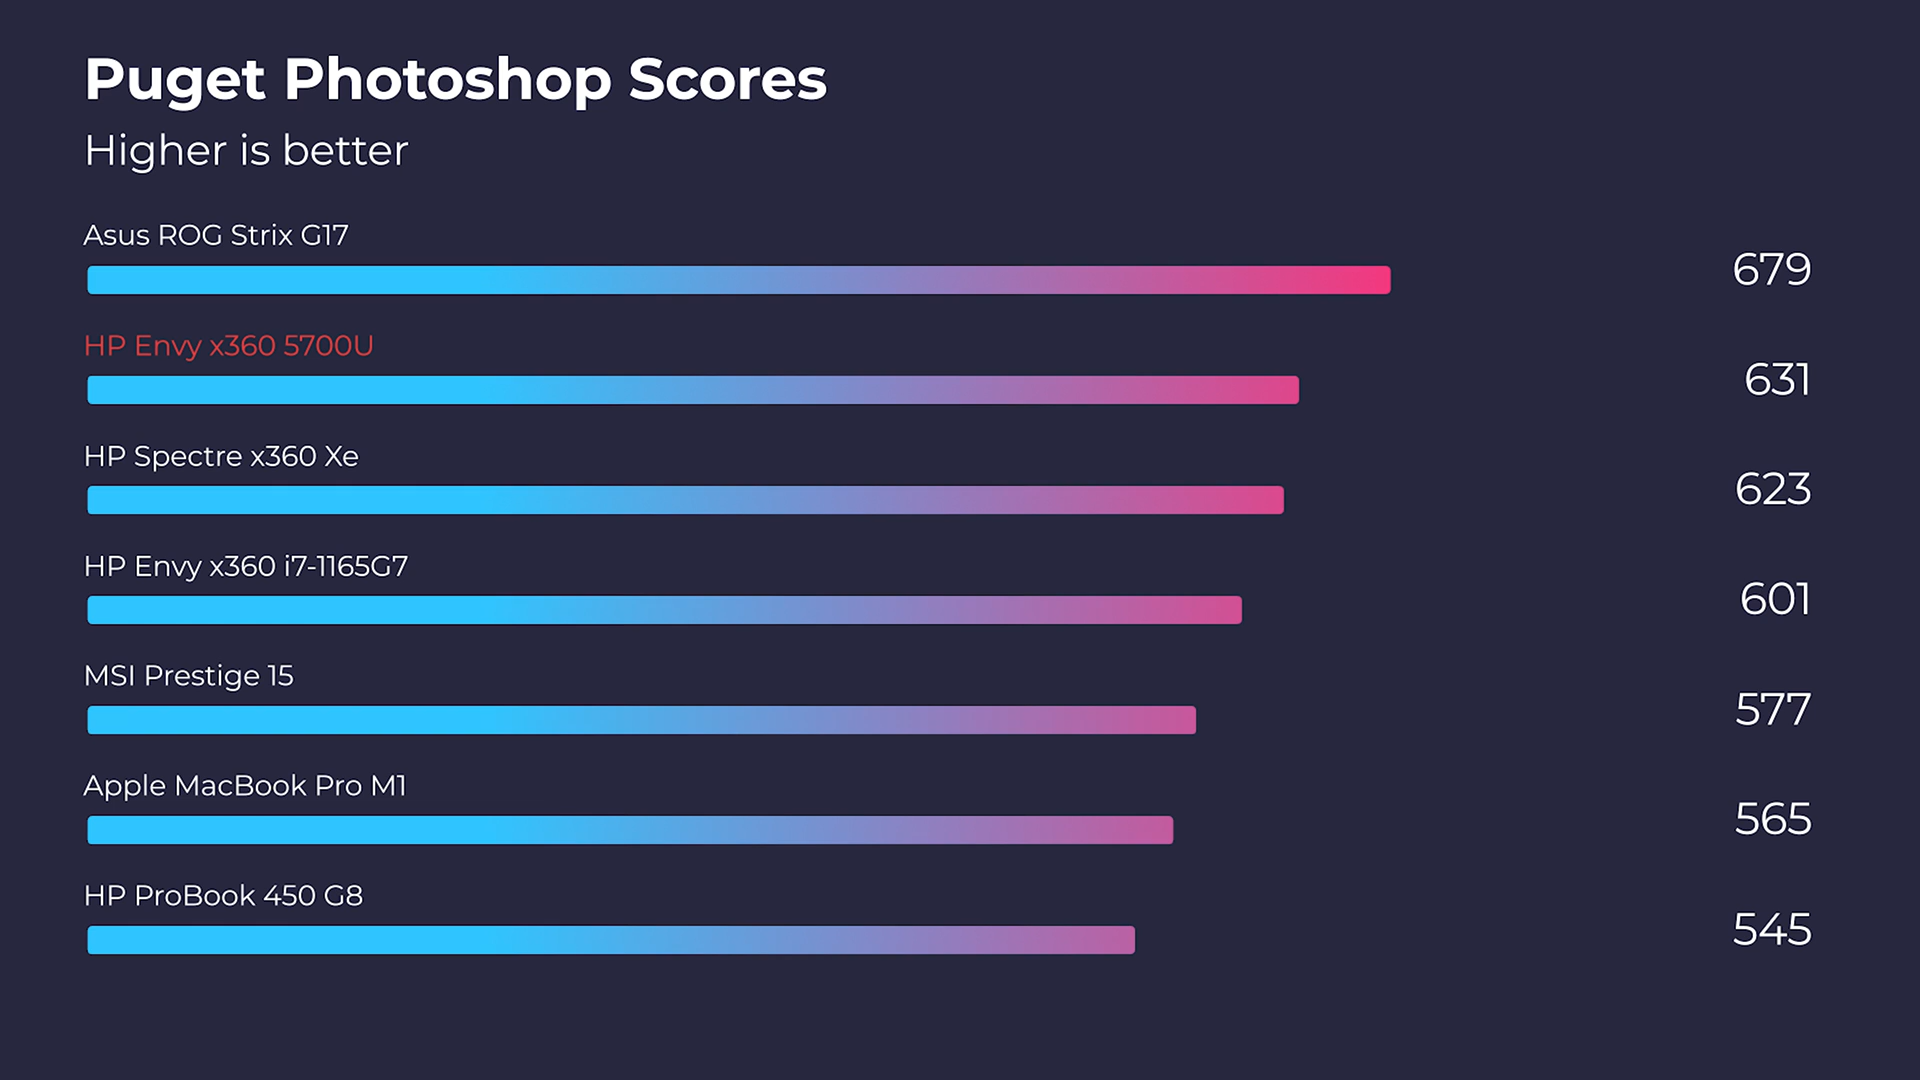 Puget Photoshop Scores
Higher is better
Asus ROG Strix G17
679
HP Envy x360 5700U
631
HP Spectre x360 Xe
623
HP Envy x360 i7-1165G7
601
MSI Prestige 15
577
Apple MacBook Pro M1
565
HP ProBook 450 G8
545